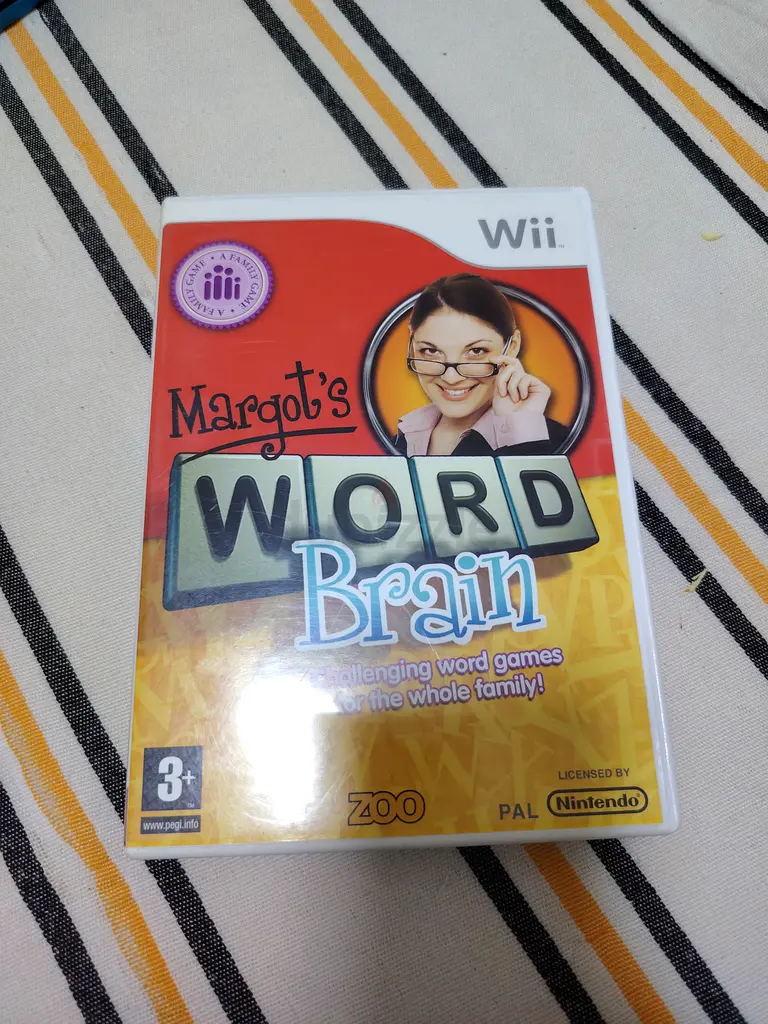 Wii
A FAMILY GAME • A FAMILY GAME •
Margot's
WORD
Brain
challenging word games
for the whole family!
3+
www.pegi.info
ZOO
PAL
LICENSED BY
Nintendo